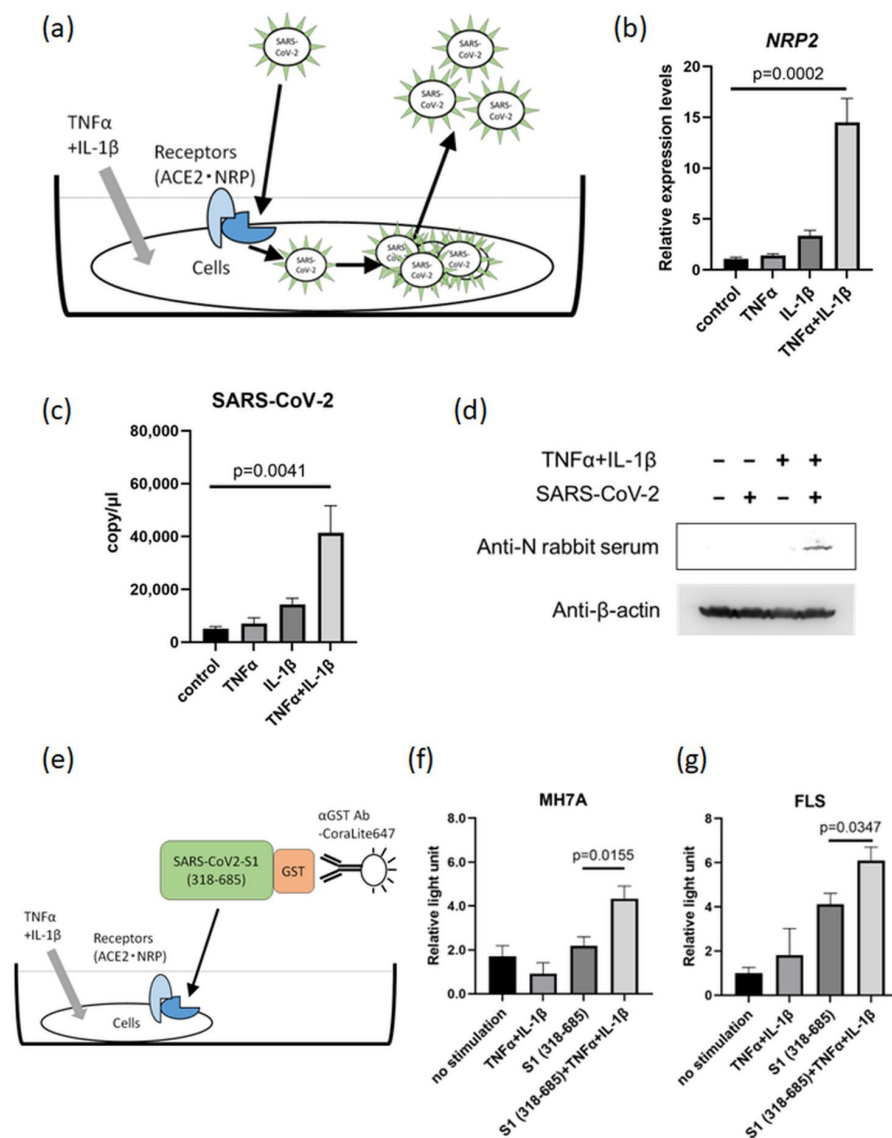 (a)
SARS-
CoV-2
SARS-
CoV-2
SARS-
CoV-2
SARS-
CoV-2
TNFα
+IL-1β
Receptors
(ACE2・NRP)
Cells
SARS-
CoV-2
SARS-
CoV-2
SARS-
CoV-2
SARS-
CoV-2
(b)
NRP2
p=0.0002
Relative expression levels
20
15
10
5
0
control
TNFα
IL-1β
TNFα+IL-1β
(c)
SARS-CoV-2
p=0.0041
copy/μl
80,000
60,000
40,000
20,000
0
control
TNFα
IL-1β
TNFα+IL-1β
(d)
TNFα+IL-1β – – + +
SARS-CoV-2 – + – +
Anti-N rabbit serum
Anti-β-actin
(e)
αGST Ab
-CoraLite647
SARS-CoV2-S1
(318-685)
GST
TNFα
+IL-1β
Receptors
(ACE2・NRP)
Cells
(f)
MH7A
p=0.0155
Relative light unit
8.0
6.0
4.0
2.0
0.0
no stimulation
TNFα+IL-1β
S1 (318-685)
S1 (318-685)+TNFα+IL-1β
(g)
FLS
p=0.0347
Relative light unit
8
6
4
2
0
no stimulation
TNFα+IL-1β
S1 (318-685)
S1 (318-685)+TNFα+IL-1β